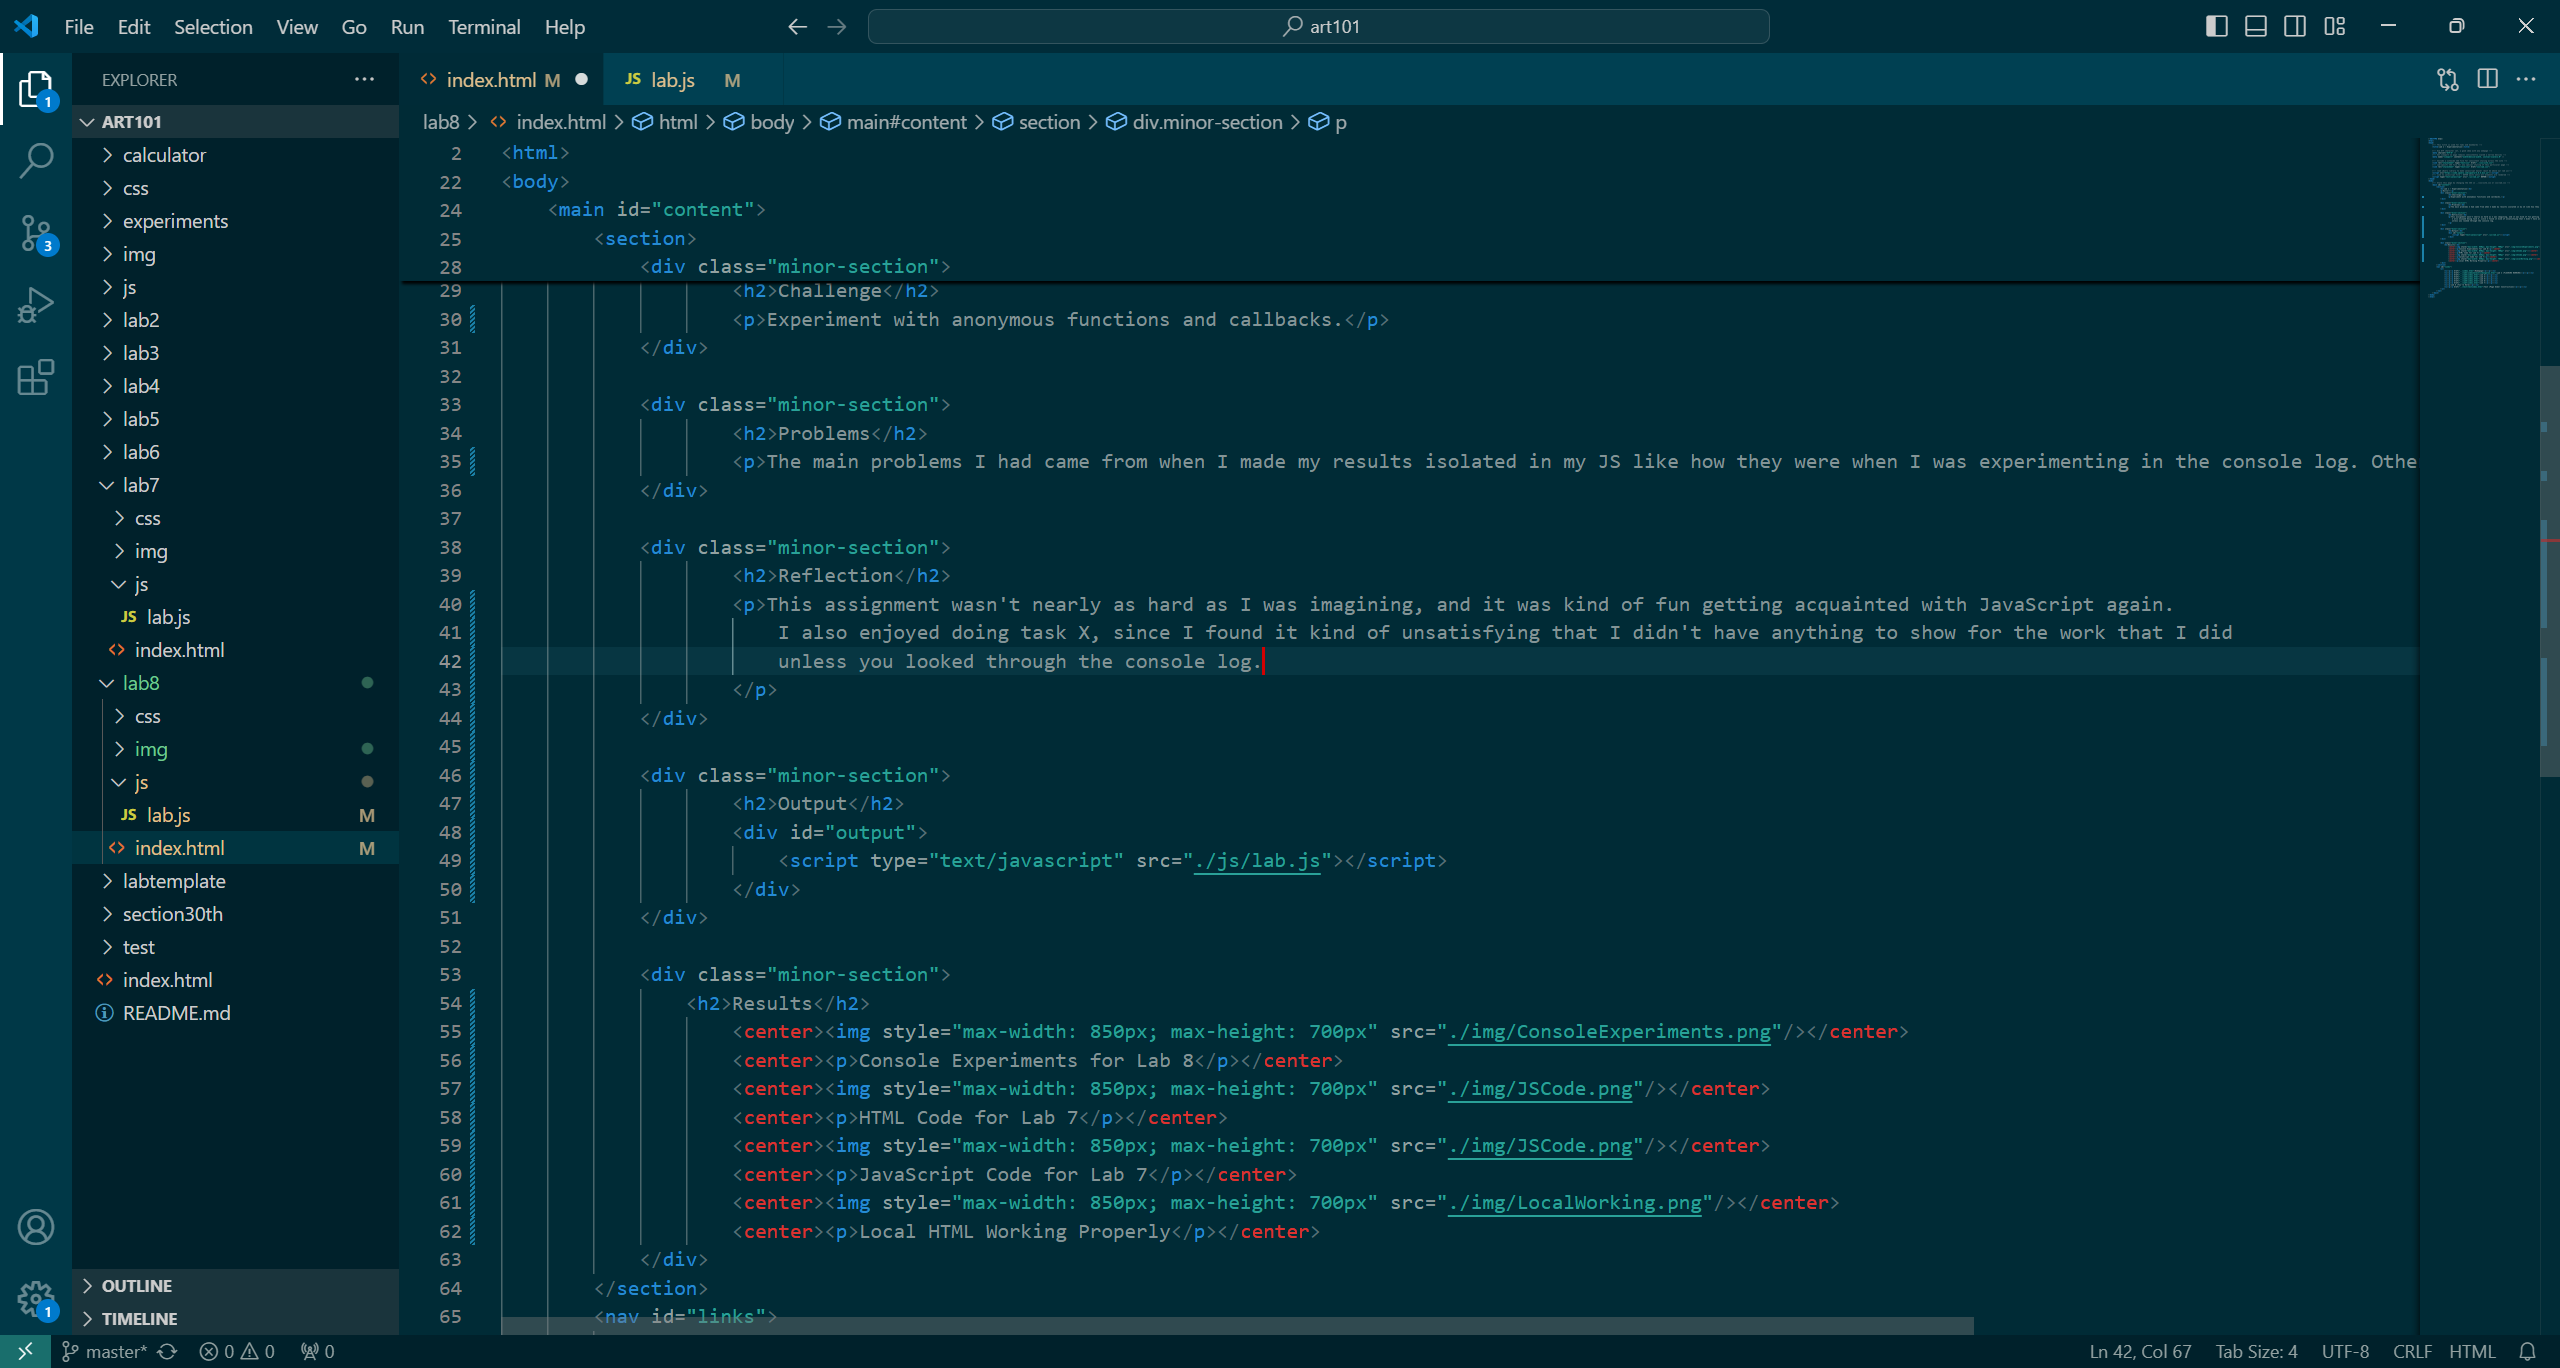 File Edit Selection View Go Run Terminal Help art101
EXPLORER
index.html M
JS lab.js M
1
ART101
lab8 > index.html > html > body > main#content > section > div.minor-section > p
calculator
css
experiments
img
js
lab2
lab3
lab4
lab5
lab6
lab7
css
img
js
JS lab.js
index.html
lab8
css
img
js
JS lab.js M
index.html M
labtemplate
section30th
test
index.html
README.md
OUTLINE
TIMELINE
3
1
2 <html>
22 <body>
24 <main id="content">
25 <section>
28 <div class="minor-section">
29 <h2>Challenge</h2>
30 <p>Experiment with anonymous functions and callbacks.</p>
31 </div>
32
33 <div class="minor-section">
34 <h2>Problems</h2>
35 <p>The main problems I had came from when I made my results isolated in my JS like how they were when I was experimenting in the console log. Othe
36 </div>
37
38 <div class="minor-section">
39 <h2>Reflection</h2>
40 <p>This assignment wasn't nearly as hard as I was imagining, and it was kind of fun getting acquainted with JavaScript again.
41 I also enjoyed doing task X, since I found it kind of unsatisfying that I didn't have anything to show for the work that I did
42 unless you looked through the console log.
43 </p>
44 </div>
45
46 <div class="minor-section">
47 <h2>Output</h2>
48 <div id="output">
49 <script type="text/javascript" src="./js/lab.js"></script>
50 </div>
51 </div>
52
53 <div class="minor-section">
54 <h2>Results</h2>
55 <center><img style="max-width: 850px; max-height: 700px" src="./img/ConsoleExperiments.png"/></center>
56 <center><p>Console Experiments for Lab 8</p></center>
57 <center><img style="max-width: 850px; max-height: 700px" src="./img/JSCode.png"/></center>
58 <center><p>HTML Code for Lab 7</p></center>
59 <center><img style="max-width: 850px; max-height: 700px" src="./img/JSCode.png"/></center>
60 <center><p>JavaScript Code for Lab 7</p></center>
61 <center><img style="max-width: 850px; max-height: 700px" src="./img/LocalWorking.png"/></center>
62 <center><p>Local HTML Working Properly</p></center>
63 </div>
64 </section>
65 <nav id="links">
master* 0 0 0 Ln 42, Col 67 Tab Size: 4 UTF-8 CRLF HTML